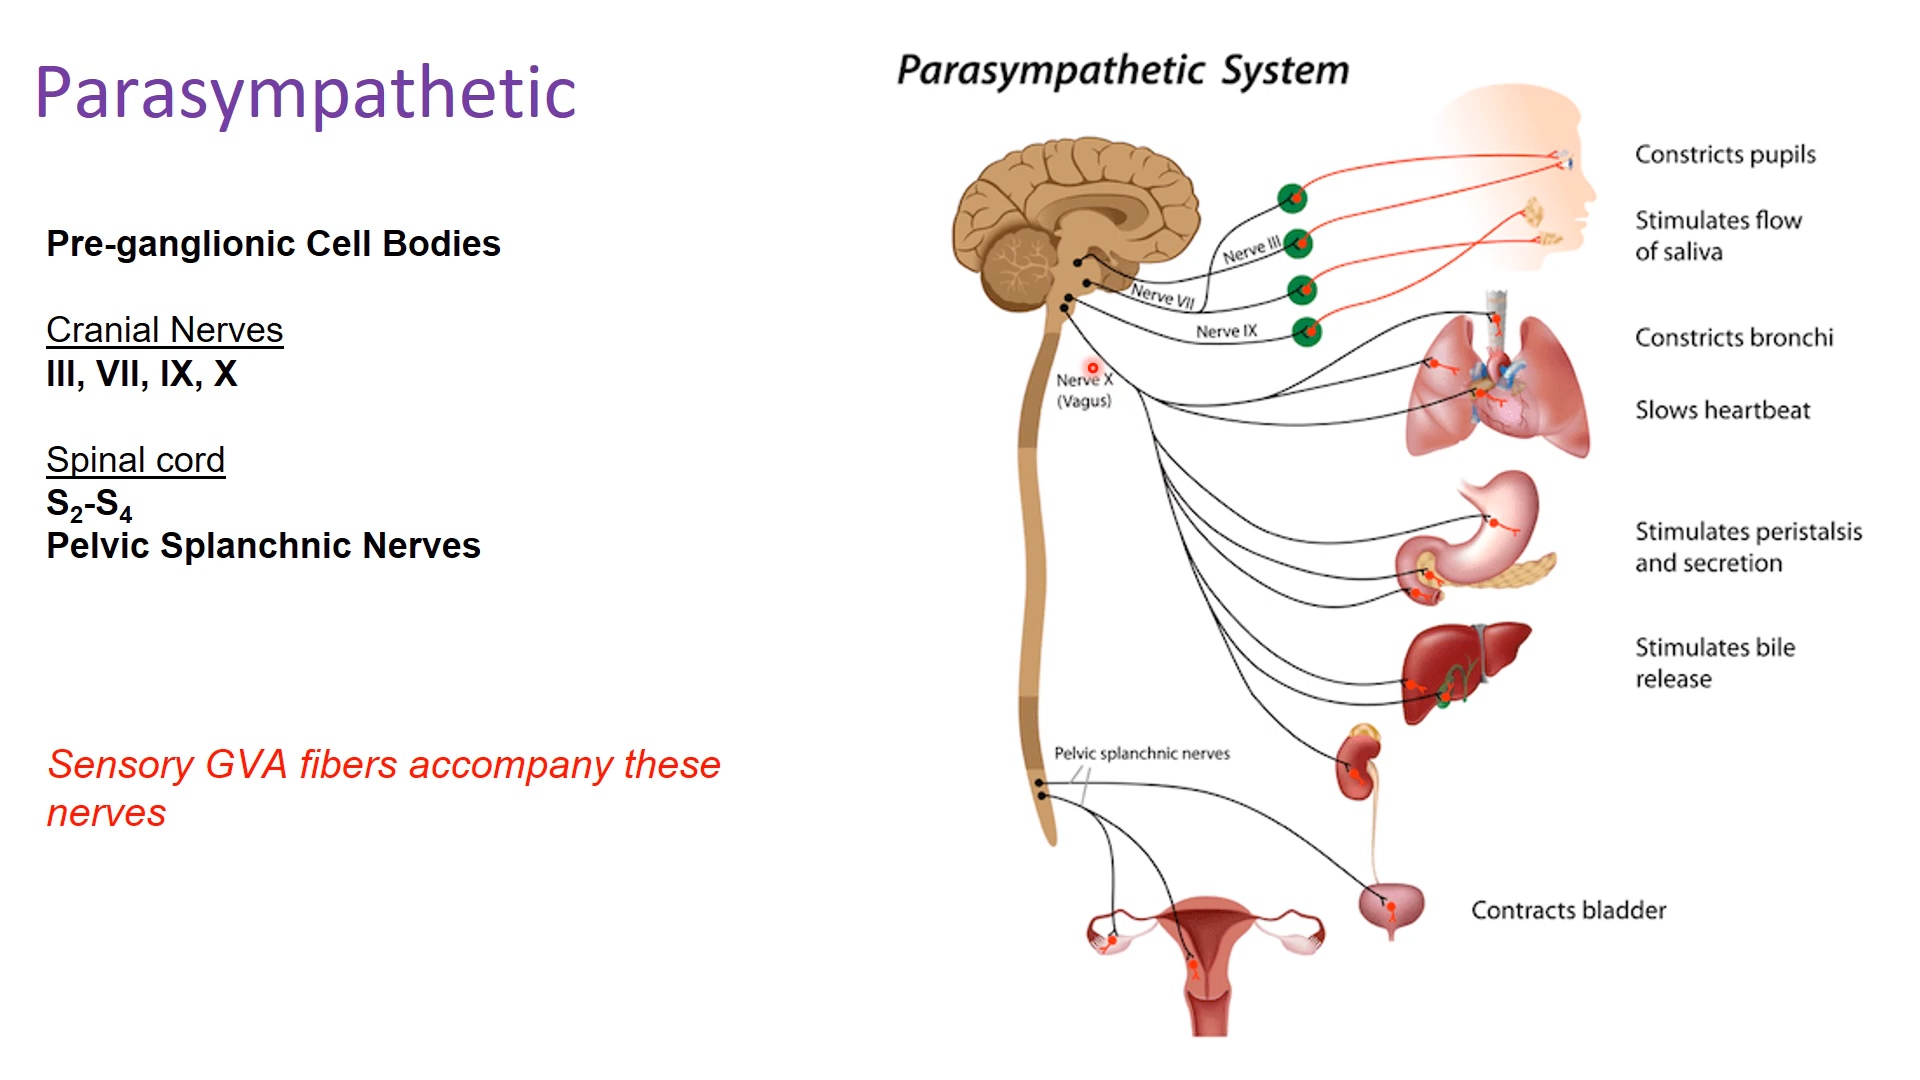 Parasympathetic
Pre-ganglionic Cell Bodies
Cranial Nerves
III, VII, IX, X
Spinal cord
S₂-S₄
Pelvic Splanchnic Nerves
Sensory GVA fibers accompany these
nerves
Parasympathetic System
Constricts pupils
Stimulates flow
of saliva
Constricts bronchi
Slows heartbeat
Stimulates peristalsis
and secretion
Stimulates bile
release
Contracts bladder
Nerve III
Nerve VII
Nerve IX
Nerve X
(Vagus)
Pelvic splanchnic nerves